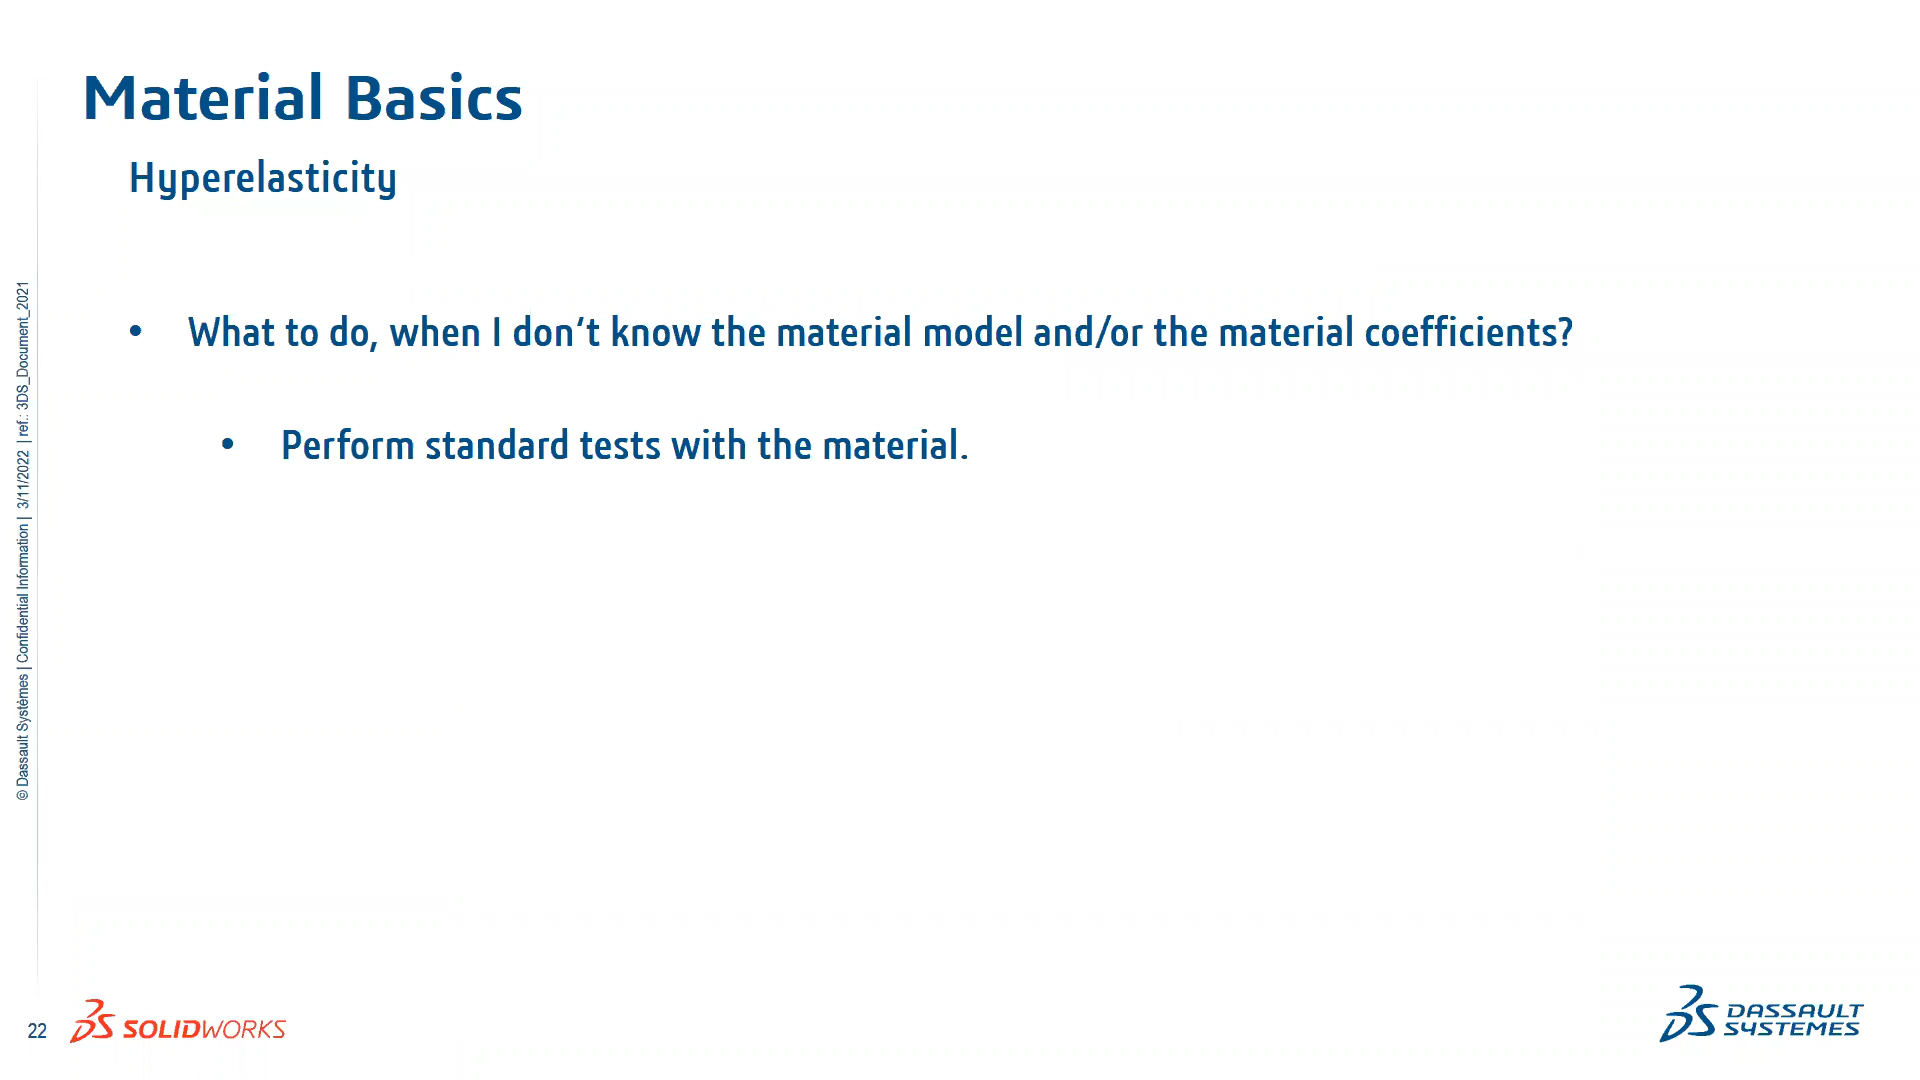 Material Basics
Hyperelasticity
• What to do, when I don't know the material model and/or the material coefficients?
• Perform standard tests with the material.
© Dassault Systèmes | Confidential Information | 3/11/2022 | ref.: 3DS_Document_2021
22
SOLIDWORKS
DASSAULT
SYSTEMES